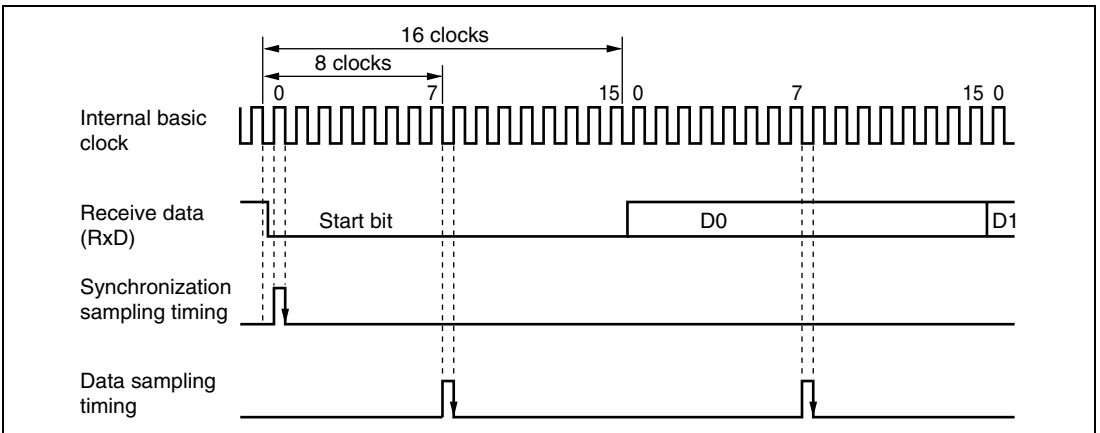 16 clocks
8 clocks
0 7 15 0 7 15 0
Internal basic
clock
Receive data
(RxD)
Start bit D0 D1
Synchronization
sampling timing
Data sampling
timing